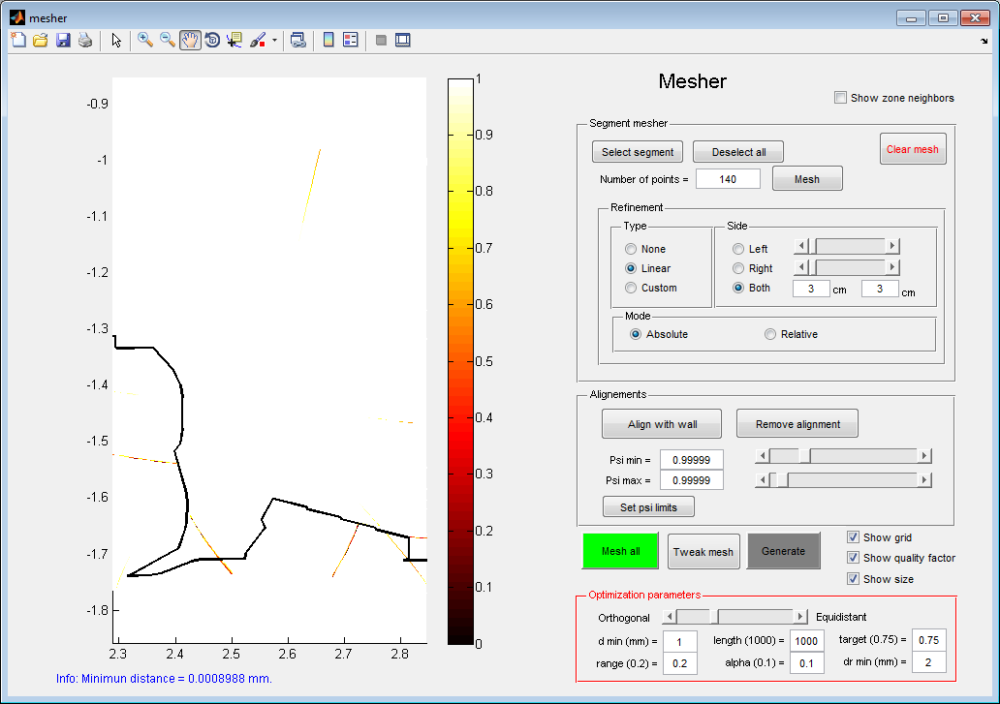 mesher
Mesher
Show zone neighbors
Segment mesher
Select segment Deselect all Clear mesh
Number of points = 140 Mesh
Refinement
Type Side
None Left
Linear Right
Custom Both 3 cm 3 cm
Mode
Absolute Relative
Alignements
Align with wall Remove alignment
Psi min = 0.99999
Psi max = 0.99999
Set psi limits
Mesh all Tweak mesh Generate
Show grid
Show quality factor
Show size
Optimization parameters
Orthogonal Equidistant
d min (mm) = 1 length (1000) = 1000 target (0.75) = 0.75
range (0.2) = 0.2 alpha (0.1) = 0.1 dr min (mm) = 2
-0.9
-1
-1.1
-1.2
-1.3
-1.4
-1.5
-1.6
-1.7
-1.8
2.3 2.4 2.5 2.6 2.7 2.8
1
0.9
0.8
0.7
0.6
0.5
0.4
0.3
0.2
0.1
0
Info: Minimun distance = 0.0008988 mm.